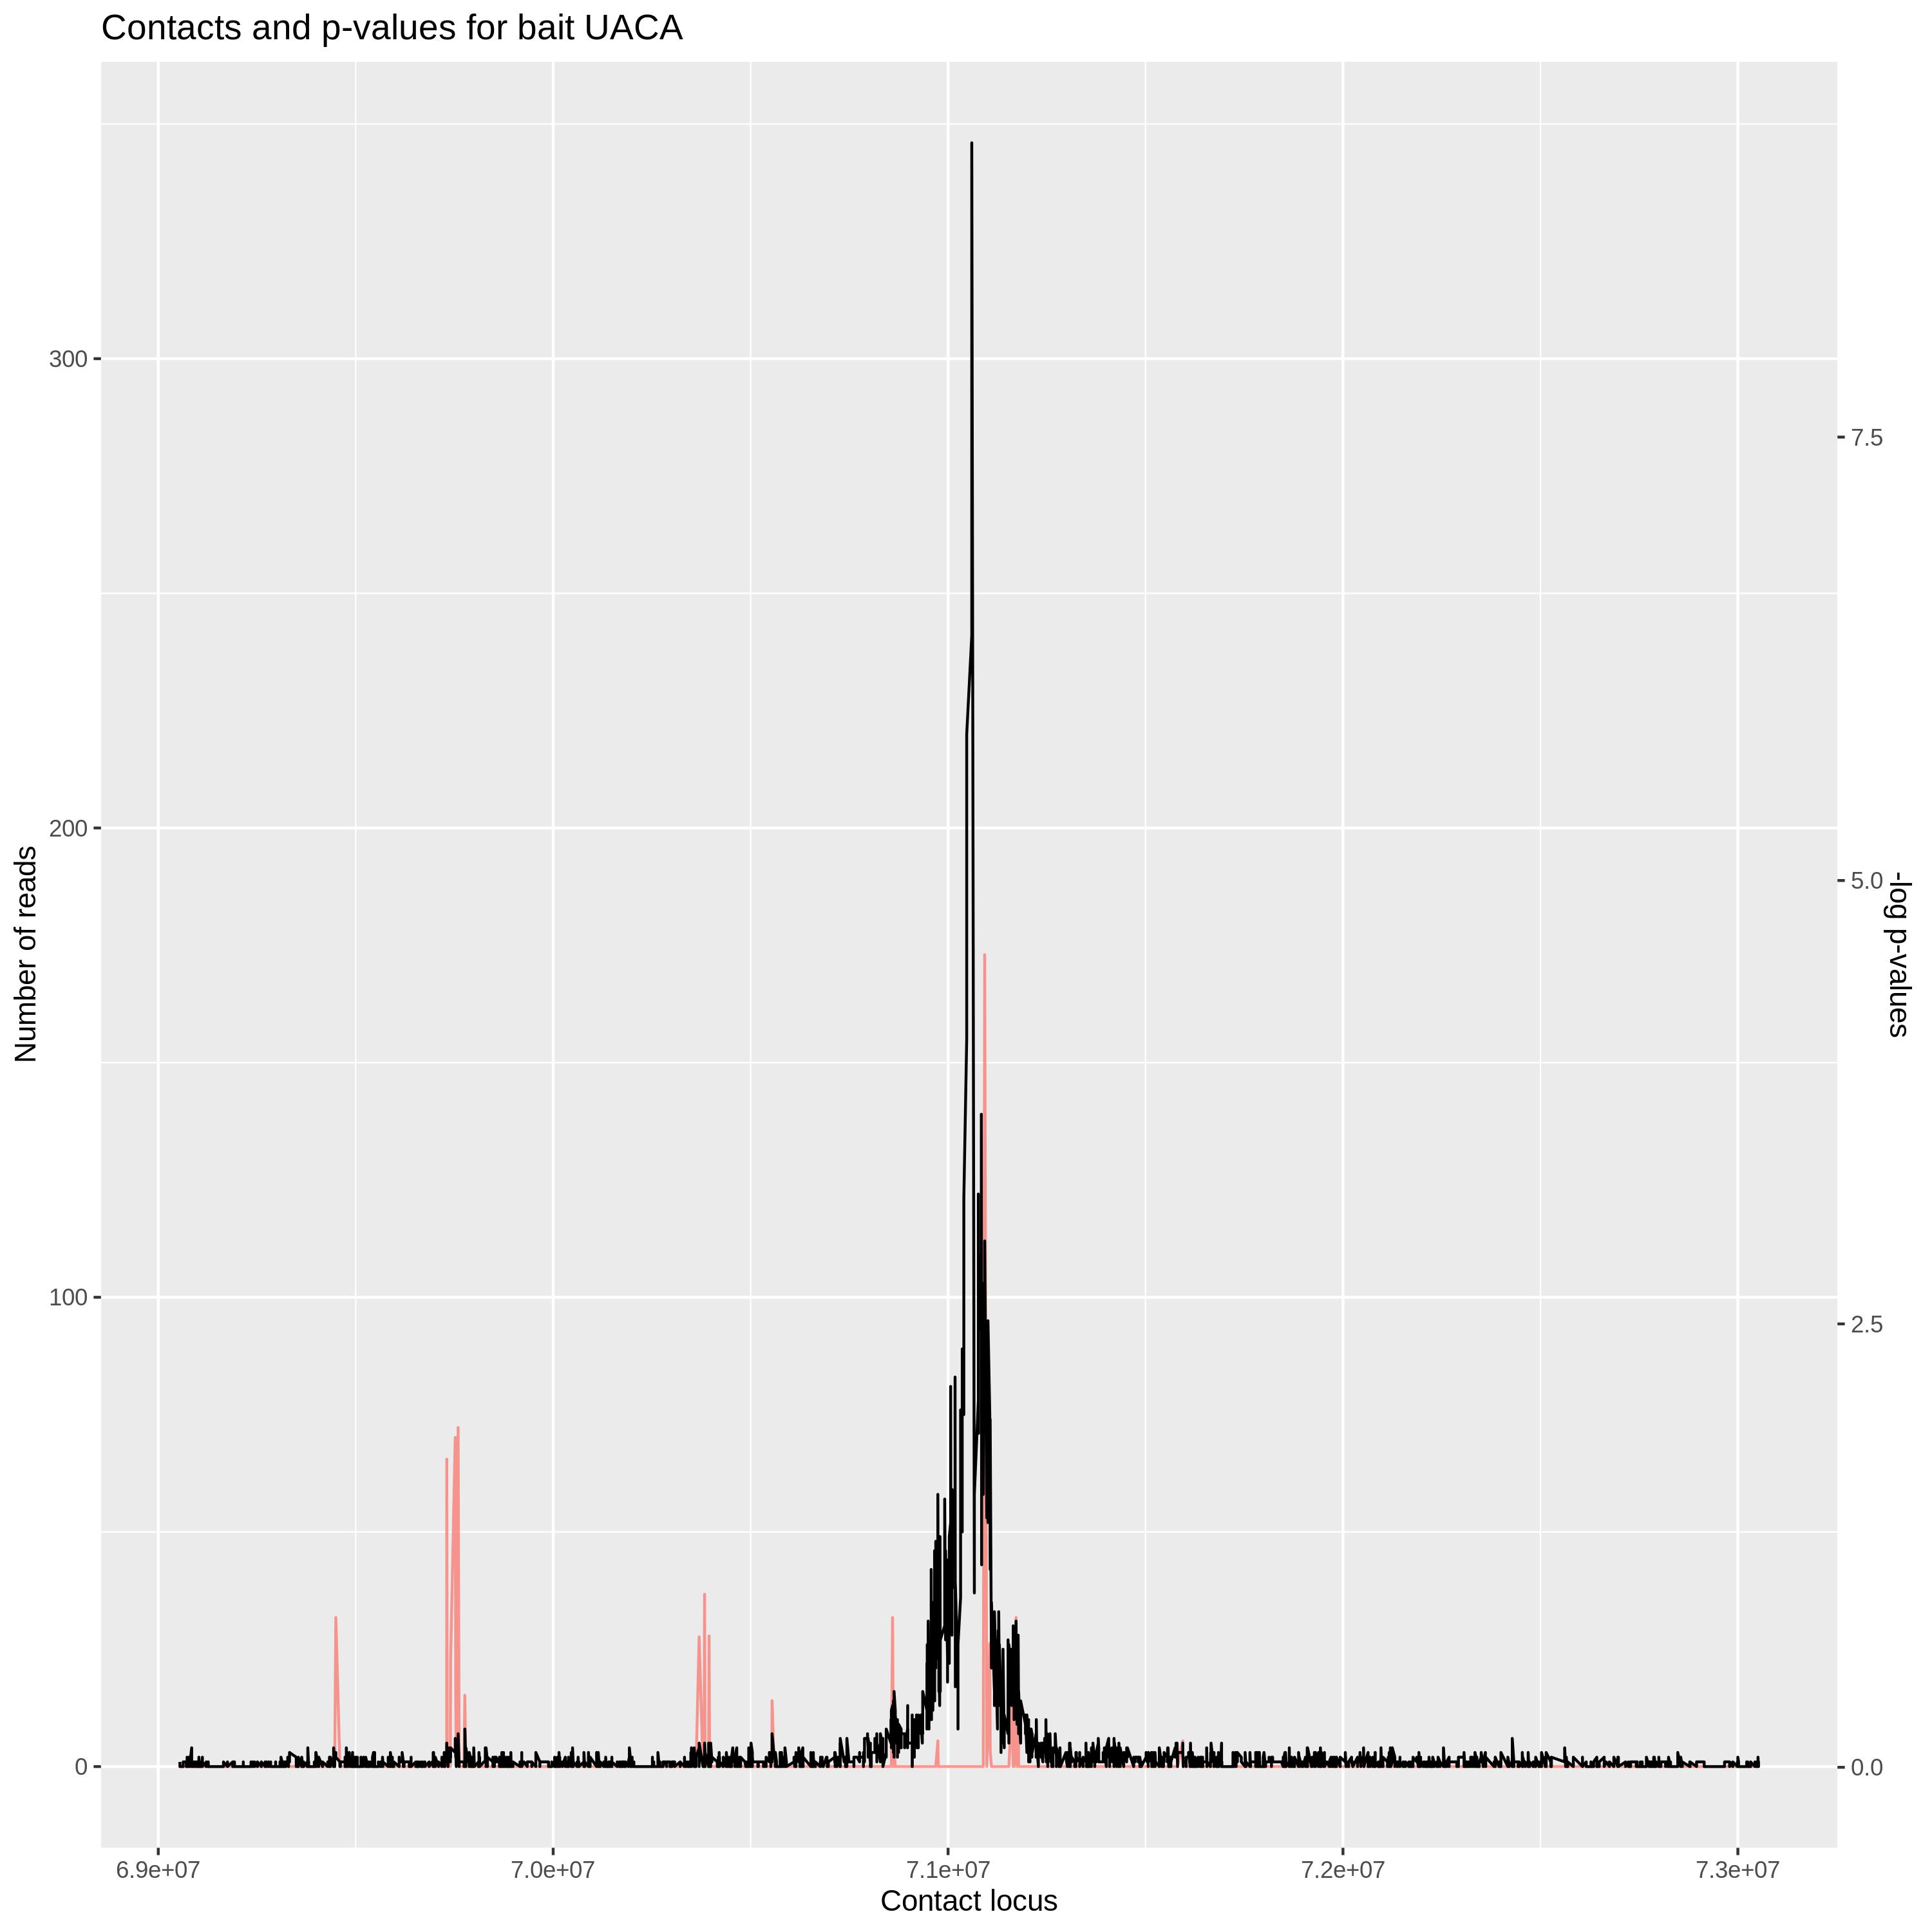 Contacts and p-values for bait UACA
300
200
100
0
Number of reads
7.5
5.0
2.5
0.0
-log p-values
6.9e+07 7.0e+07 7.1e+07 7.2e+07 7.3e+07
Contact locus